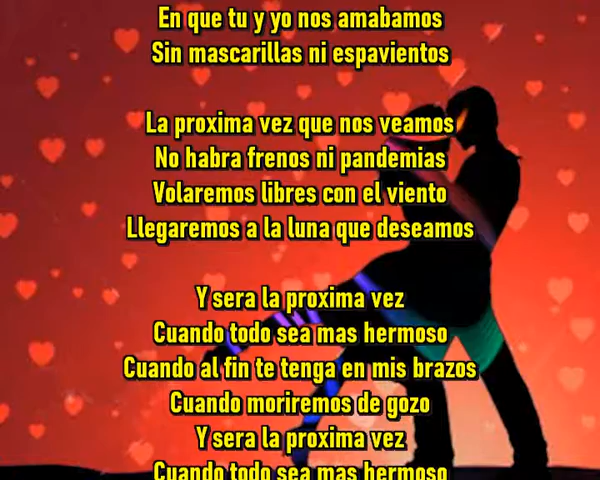 En que tu y yo nos amabamos
Sin mascarillas ni espavientos
La proxima vez que nos veamos
No habra frenos ni pandemias
Volaremos libres con el viento
Llegaremos a la luna que deseamos
Y sera la proxima vez
Cuando todo sea mas hermoso
Cuando al fin te tenga en mis brazos
Cuando moriremos de gozo
Y sera la proxima vez
Cuando todo sea mas hermoso